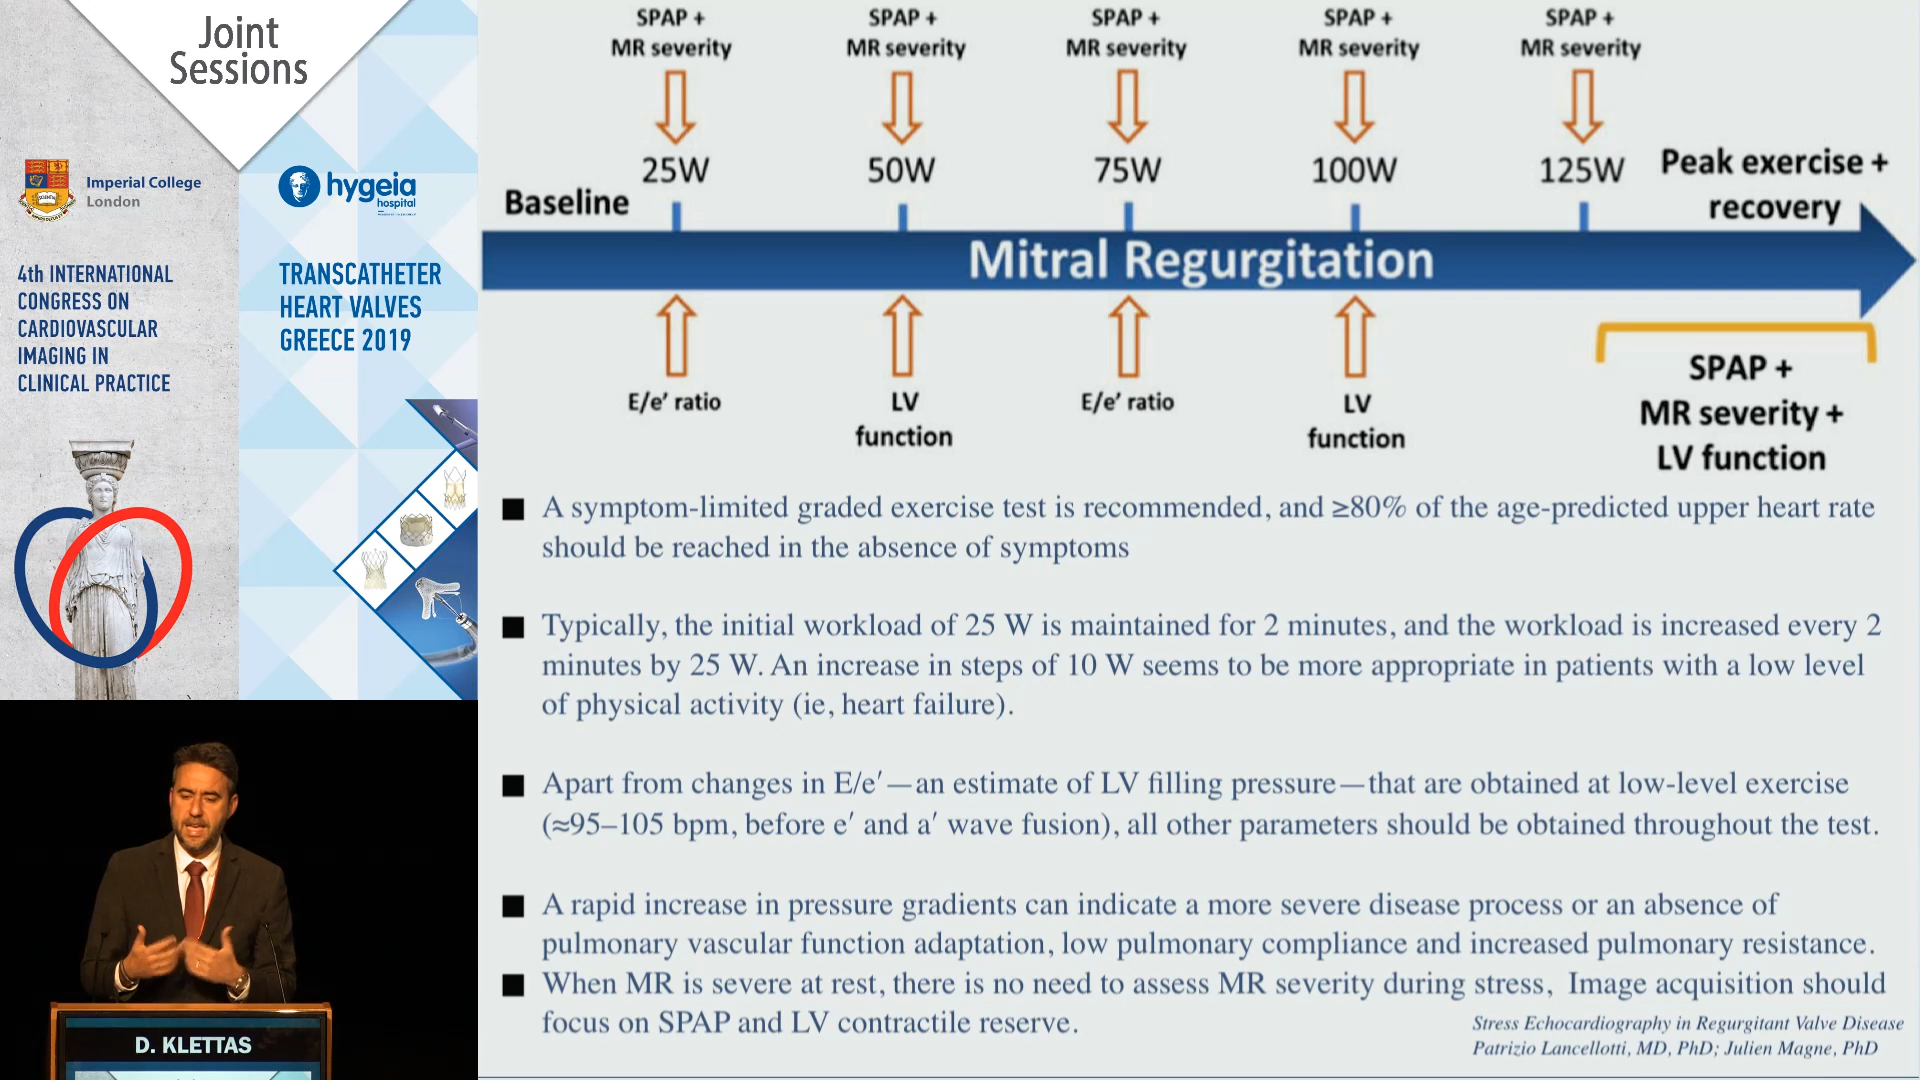 Joint
Sessions
Imperial College
London
hygeia
hospital
4th INTERNATIONAL
CONGRESS ON
CARDIOVASCULAR
IMAGING IN
CLINICAL PRACTICE
TRANSCATHETER
HEART VALVES
GREECE 2019
D. KLETTAS
SPAP + SPAP + SPAP + SPAP + SPAP +
MR severity MR severity MR severity MR severity MR severity
25W 50W 75W 100W 125W
Baseline
Peak exercise +
recovery
Mitral Regurgitation
E/e’ ratio LV E/e’ ratio LV
function function
SPAP +
MR severity +
LV function
■ A symptom-limited graded exercise test is recommended, and ≥80% of the age-predicted upper heart rate
should be reached in the absence of symptoms
■ Typically, the initial workload of 25 W is maintained for 2 minutes, and the workload is increased every 2
minutes by 25 W. An increase in steps of 10 W seems to be more appropriate in patients with a low level
of physical activity (ie, heart failure).
■ Apart from changes in E/e′—an estimate of LV filling pressure—that are obtained at low-level exercise
(≈95–105 bpm, before e′ and a′ wave fusion), all other parameters should be obtained throughout the test.
■ A rapid increase in pressure gradients can indicate a more severe disease process or an absence of
pulmonary vascular function adaptation, low pulmonary compliance and increased pulmonary resistance.
■ When MR is severe at rest, there is no need to assess MR severity during stress, Image acquisition should
focus on SPAP and LV contractile reserve.
Stress Echocardiography in Regurgitant Valve Disease
Patrizio Lancellotti, MD, PhD; Julien Magne, PhD